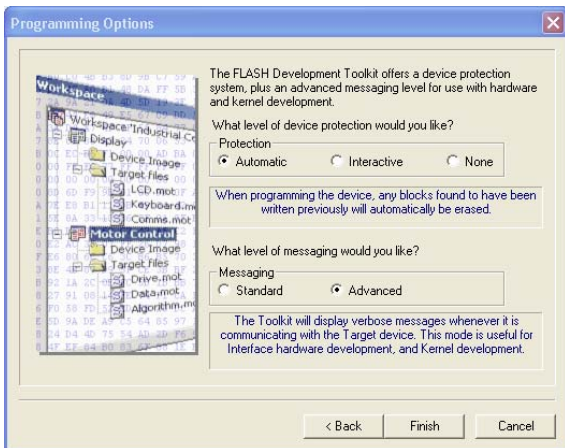 Programming Options
The FLASH Development Toolkit offers a device protection
system, plus an advanced messaging level for use with hardware
and kernel development.
What level of device protection would you like?
Protection
Automatic
Interactive
None
When programming the device, any blocks found to have been
written previously will automatically be erased.
What level of messaging would you like?
Messaging
Standard
Advanced
The Toolkit will display verbose messages whenever it is
communicating with the Target device. This mode is useful for
Interface hardware development, and Kernel development.
Workspace
Workspace 'Industrial Co
Display
Device Image
Target files
LCD.mot
Keyboard.mot
Comms.mot
Motor Control
Device Image
Target Files
Drive.mot
Data.mot
Algorithm.mo
< Back
Finish
Cancel